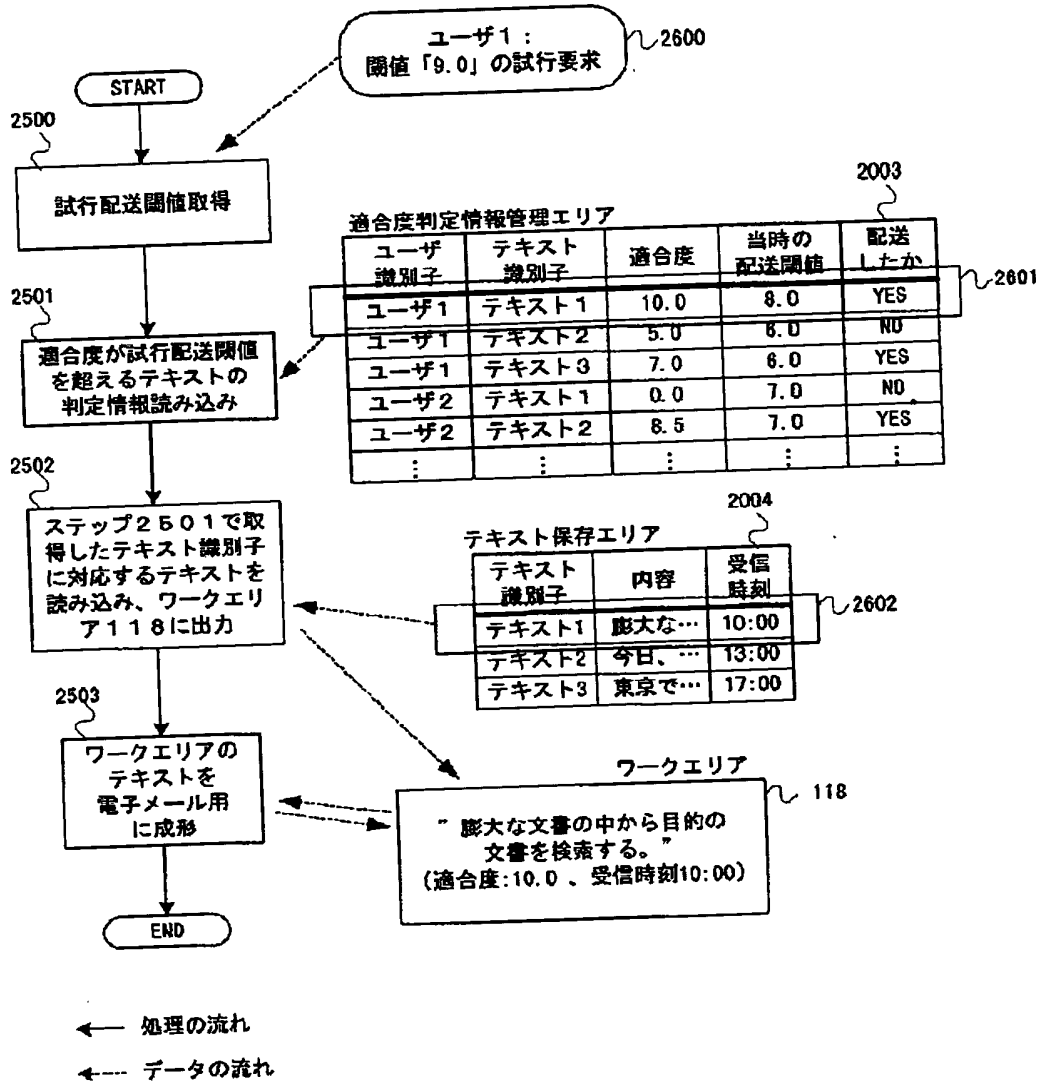 ユーザ1：
閾値「9.0」の試行要求
2600
START
2500
試行配送閾値取得
2003
適合度判定情報管理エリア
ユーザ
識別子
テキスト
識別子
適合度
当時の
配送閾値
配送
したか
2601
ユーザ1 テキスト1 10.0 8.0 YES
ユーザ1 テキスト2 5.0 6.0 NO
ユーザ1 テキスト3 7.0 6.0 YES
ユーザ2 テキスト1 0.0 7.0 NO
ユーザ2 テキスト2 8.5 7.0 YES
⋮ ⋮ ⋮ ⋮ ⋮
2501
適合度が試行配送閾値
を超えるテキストの
判定情報読み込み
2502
ステップ2501で取
得したテキスト識別子
に対応するテキストを
読み込み、ワークエリ
ア118に出力
2004
テキスト保存エリア
テキスト
識別子
内容
受信
時刻
2602
テキスト1 膨大な… 10:00
テキスト2 今日、… 13:00
テキスト3 東京で… 17:00
2503
ワークエリアの
テキストを
電子メール用
に成形
ワークエリア
118
”膨大な文書の中から目的の
文書を検索する。”
(適合度:10.0、受信時刻10:00)
END
処理の流れ
データの流れ